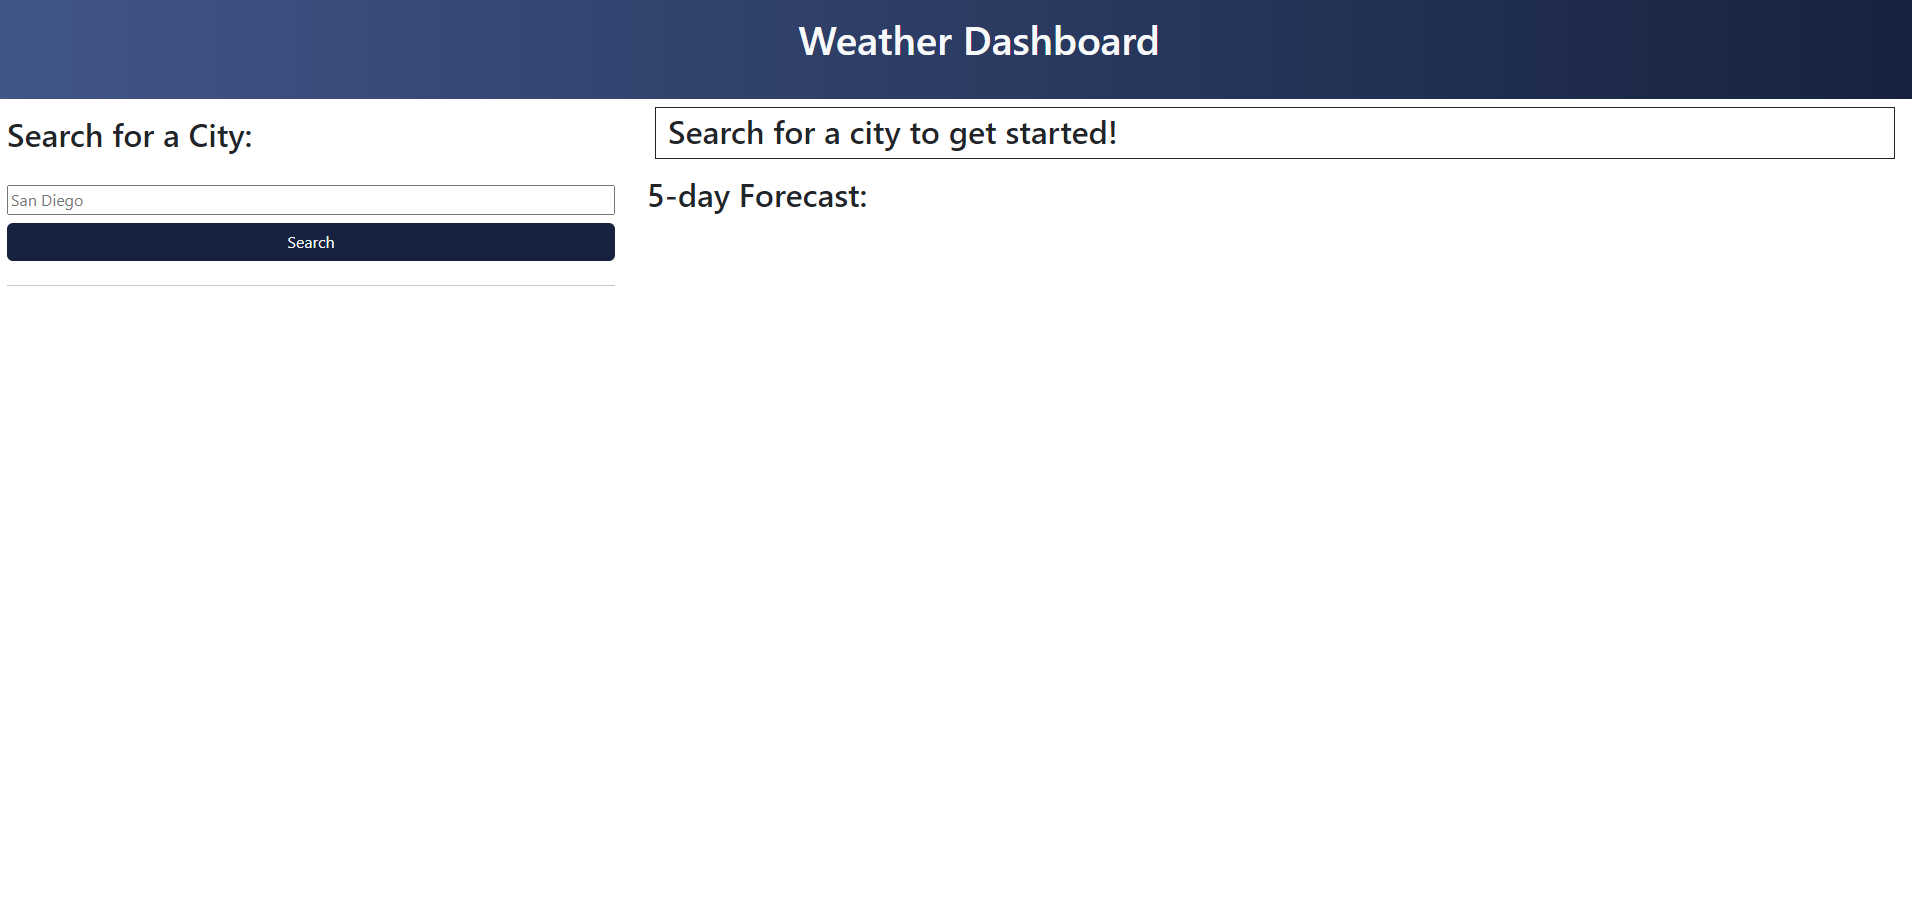 Weather Dashboard
Search for a City:
San Diego
Search
Search for a city to get started!
5-day Forecast: